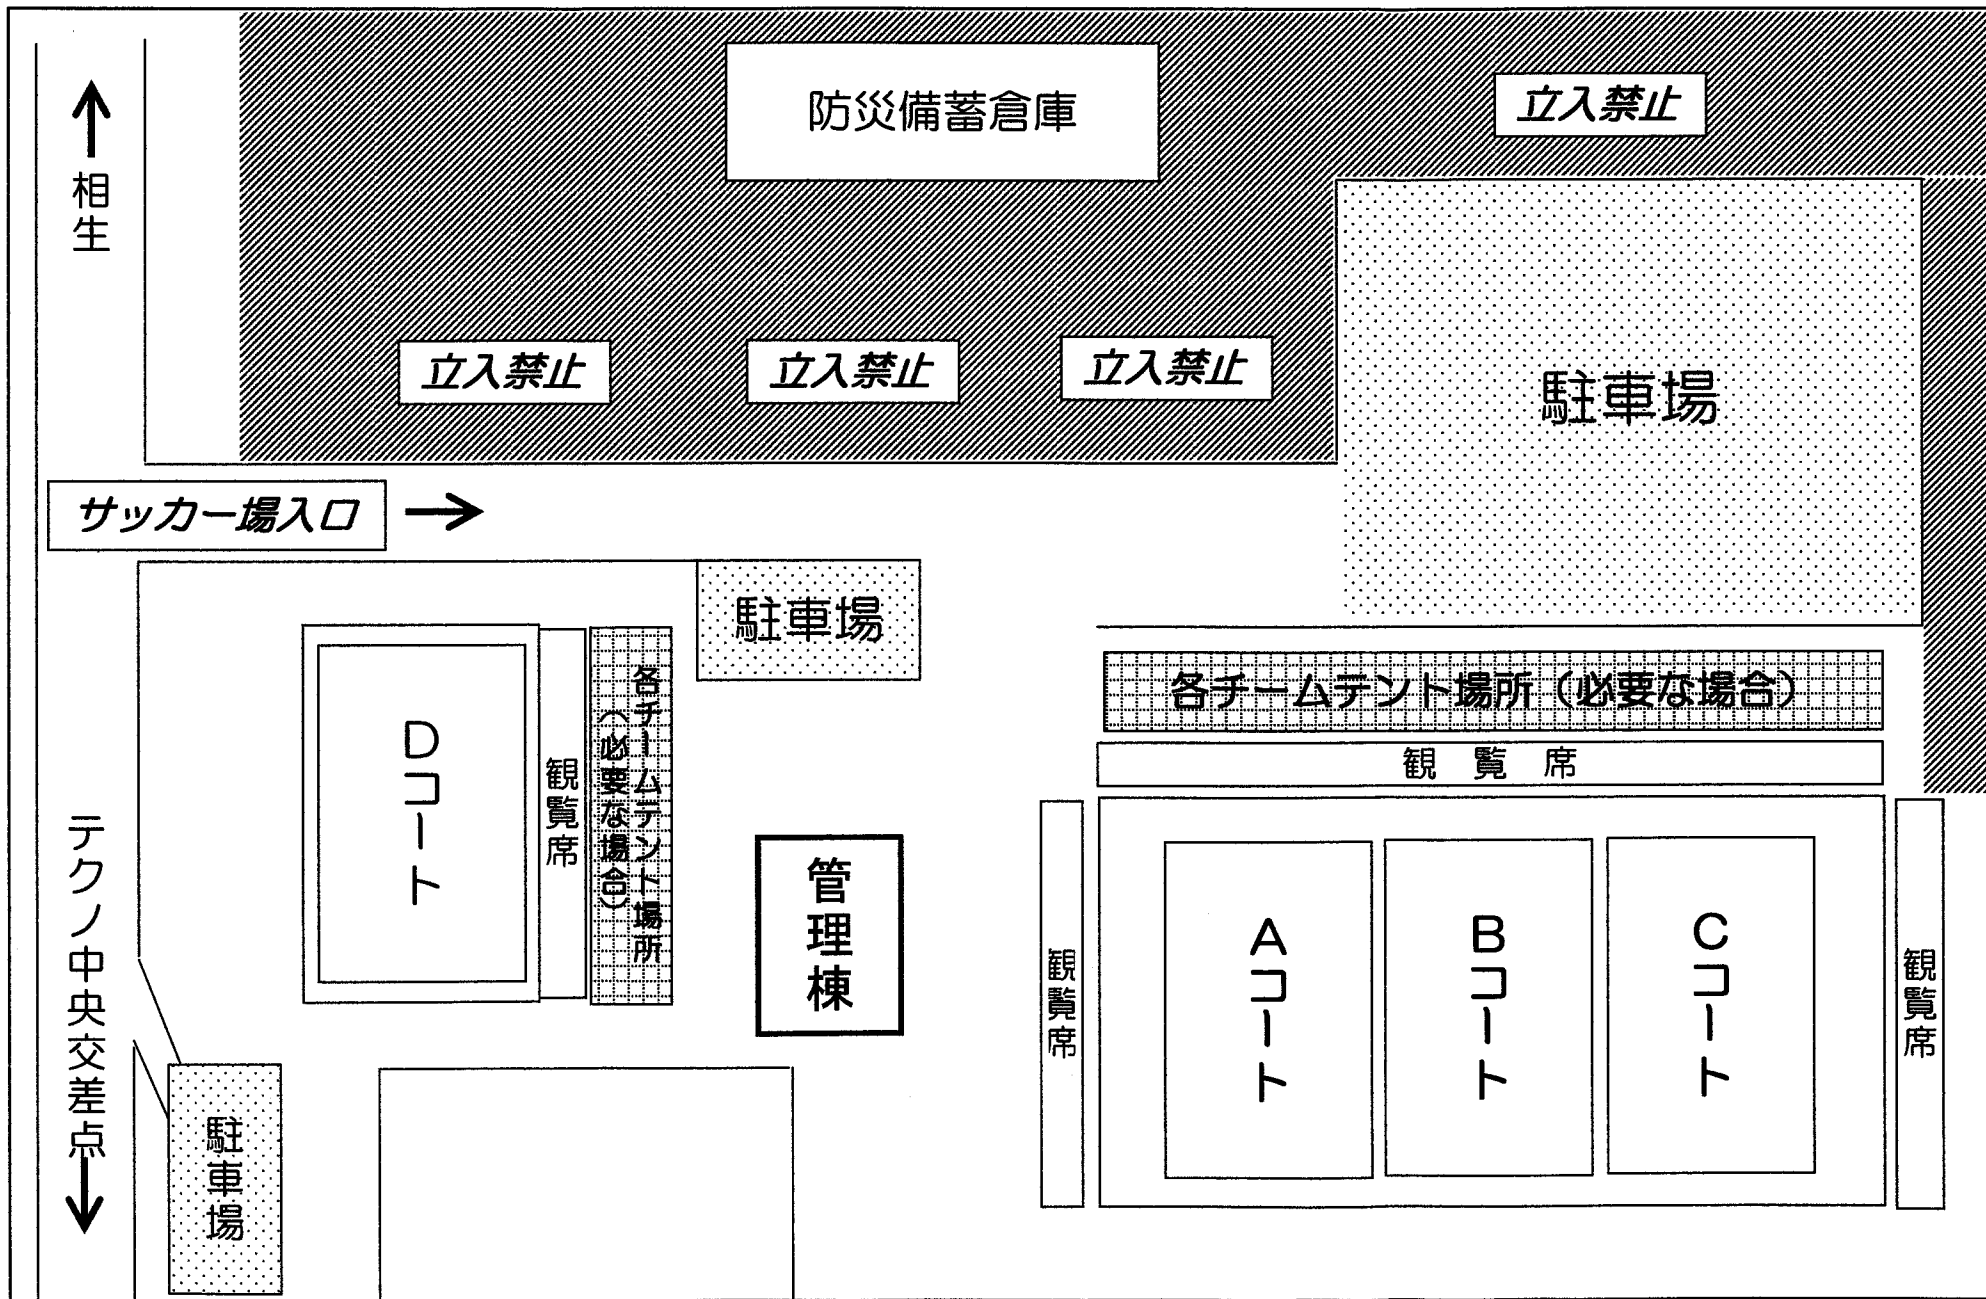 防災備蓄倉庫
立入禁止
相生
立入禁止
立入禁止
立入禁止
駐車場
サッカー場入口
駐車場
各チームテント場所（必要な場合）
観覧席
Dコート
観覧席
各チームテント場所
（必要な場合）
管理棟
テクノ中央交差点
駐車場
観覧席
Aコート
Bコート
Cコート
観覧席